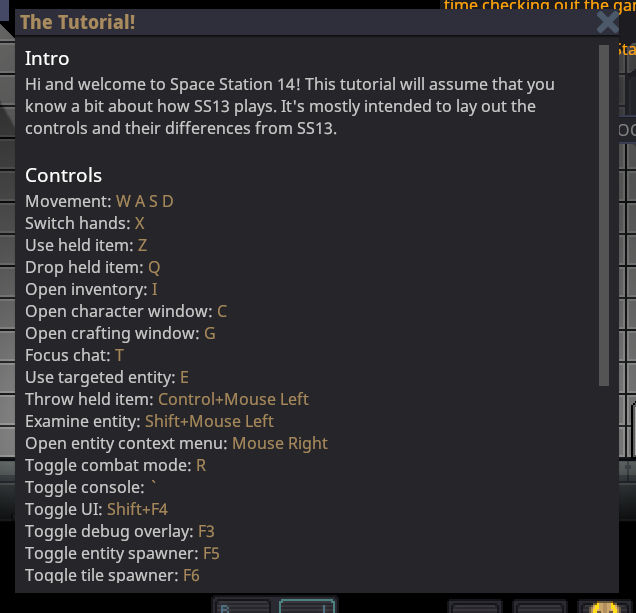 time checking out the
The Tutorial!
Intro
Hi and welcome to Space Station 14! This tutorial will assume that you
know a bit about how SS13 plays. It's mostly intended to lay out the
controls and their differences from SS13.
Controls
Movement: W A S D
Switch hands: X
Use held item: Z
Drop held item: Q
Open inventory: I
Open character window: C
Open crafting window: G
Focus chat: T
Use targeted entity: E
Throw held item: Control+Mouse Left
Examine entity: Shift+Mouse Left
Open entity context menu: Mouse Right
Toggle combat mode: R
Toggle console: `
Toggle UI: Shift+F4
Toggle debug overlay: F3
Toggle entity spawner: F5
Toggle tile spawner: F6